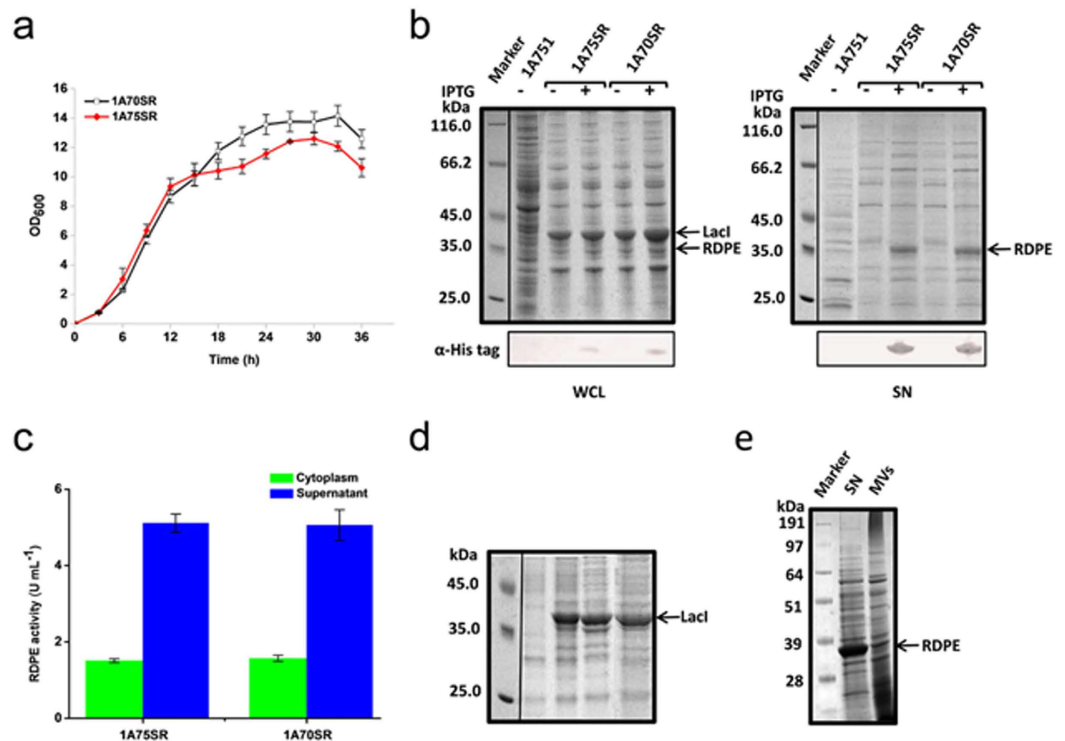 a
16
14
12
10
8
6
4
2
0
OD600
1A70SR
1A75SR
0 6 12 18 24 30 36
Time (h)
b
Marker 1A751 1A75SR 1A70SR
IPTG - - + - +
kDa
116.0
66.2
45.0
35.0
25.0
LacI
RDPE
α-His tag
WCL
Marker 1A751 1A75SR 1A70SR
IPTG - - + - +
kDa
116.0
66.2
45.0
35.0
25.0
RDPE
SN
c
Cytoplasm
Supernatant
6
4
2
0
RDPE activity (U mL-1)
1A75SR 1A70SR
d
kDa
45.0
35.0
25.0
LacI
e
Marker SN MVs
kDa
191
97
64
51
39
28
RDPE